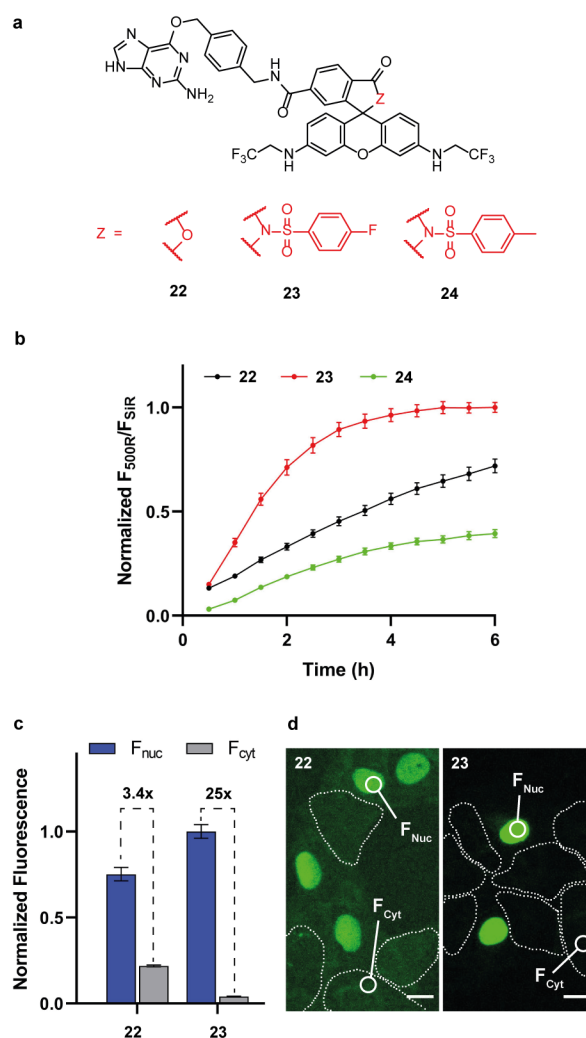 a
N
O
N
HN
N
NH₂
H
N
O
O
Z
F₃C
N
H
O
N
H
CF₃
Z =
O
O
N
S
O
F
O
N
S
O
22
23
24
b
22
23
24
Normalized F500R/FSiR
1.0
0.5
0.0
0
2
4
6
Time (h)
c
Fnuc
Fcyt
Normalized Fluorescence
3.4x
25x
1.0
0.5
0.0
22
23
d
22
FNuc
FCyt
23
FNuc
FCyt